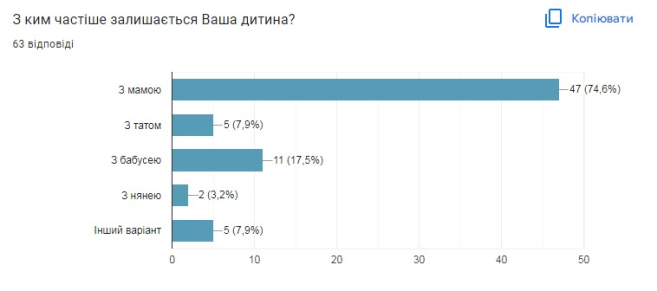 З ким частіше залишається Ваша дитина?
Копіювати
63 відповіді
З мамою
47 (74,6%)
З татом
5 (7,9%)
З бабусею
11 (17,5%)
З нянею
2 (3,2%)
Інший варіант
5 (7,9%)
0 10 20 30 40 50